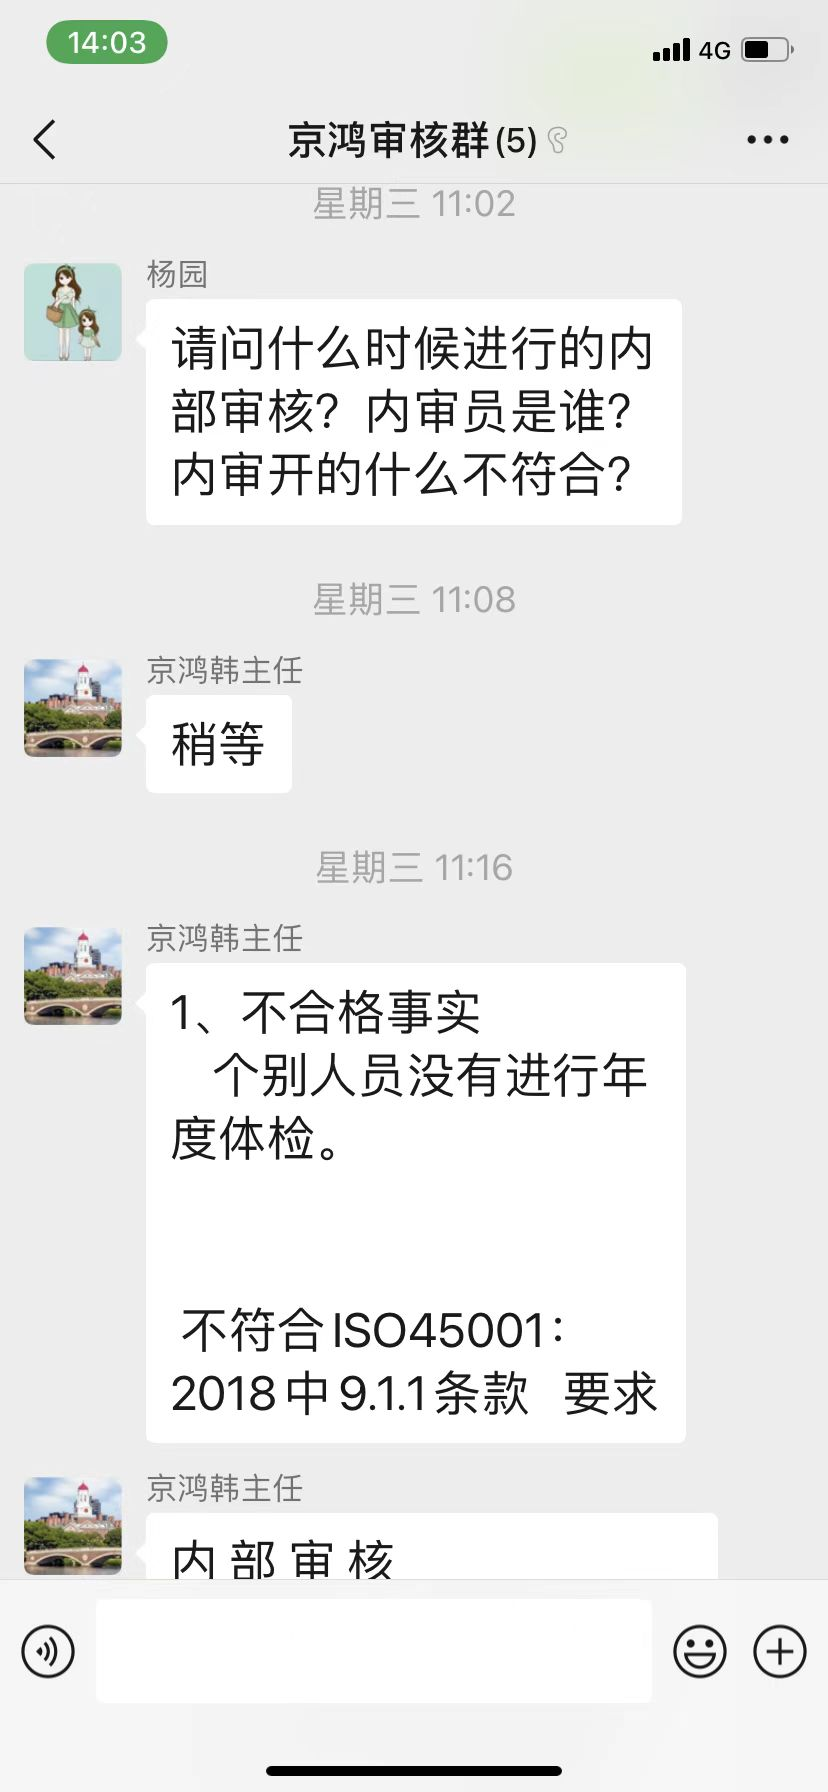 14:03
4G
京鸿审核群(5)
星期三 11:02
杨园
请问什么时候进行的内
部审核？内审员是谁？
内审开的什么不符合？
星期三 11:08
京鸿韩主任
稍等
星期三 11:16
京鸿韩主任
1、不合格事实
个别人员没有进行年
度体检。
不符合ISO45001：
2018中9.1.1条款 要求
京鸿韩主任
内 部 审 核